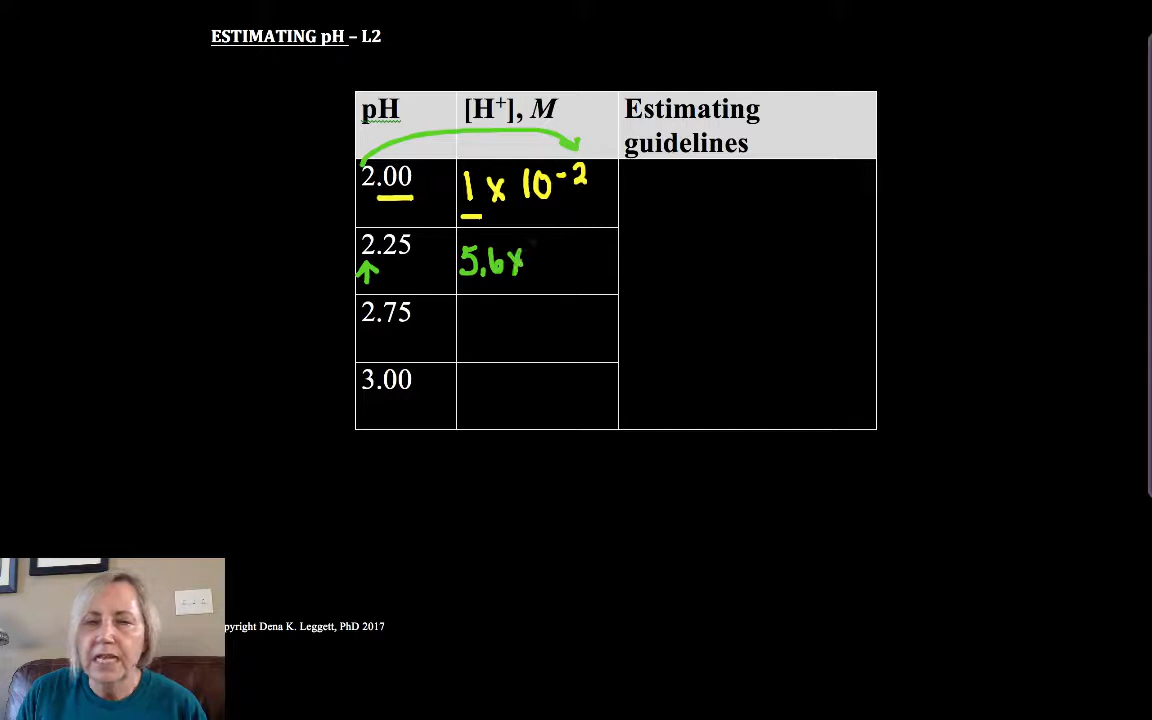 ESTIMATING pH – L2
pH [H⁺], M Estimating
guidelines
2.00 1 x 10⁻²
2.25 5.6x
2.75
3.00
pyright Dena K. Leggett, PhD 2017